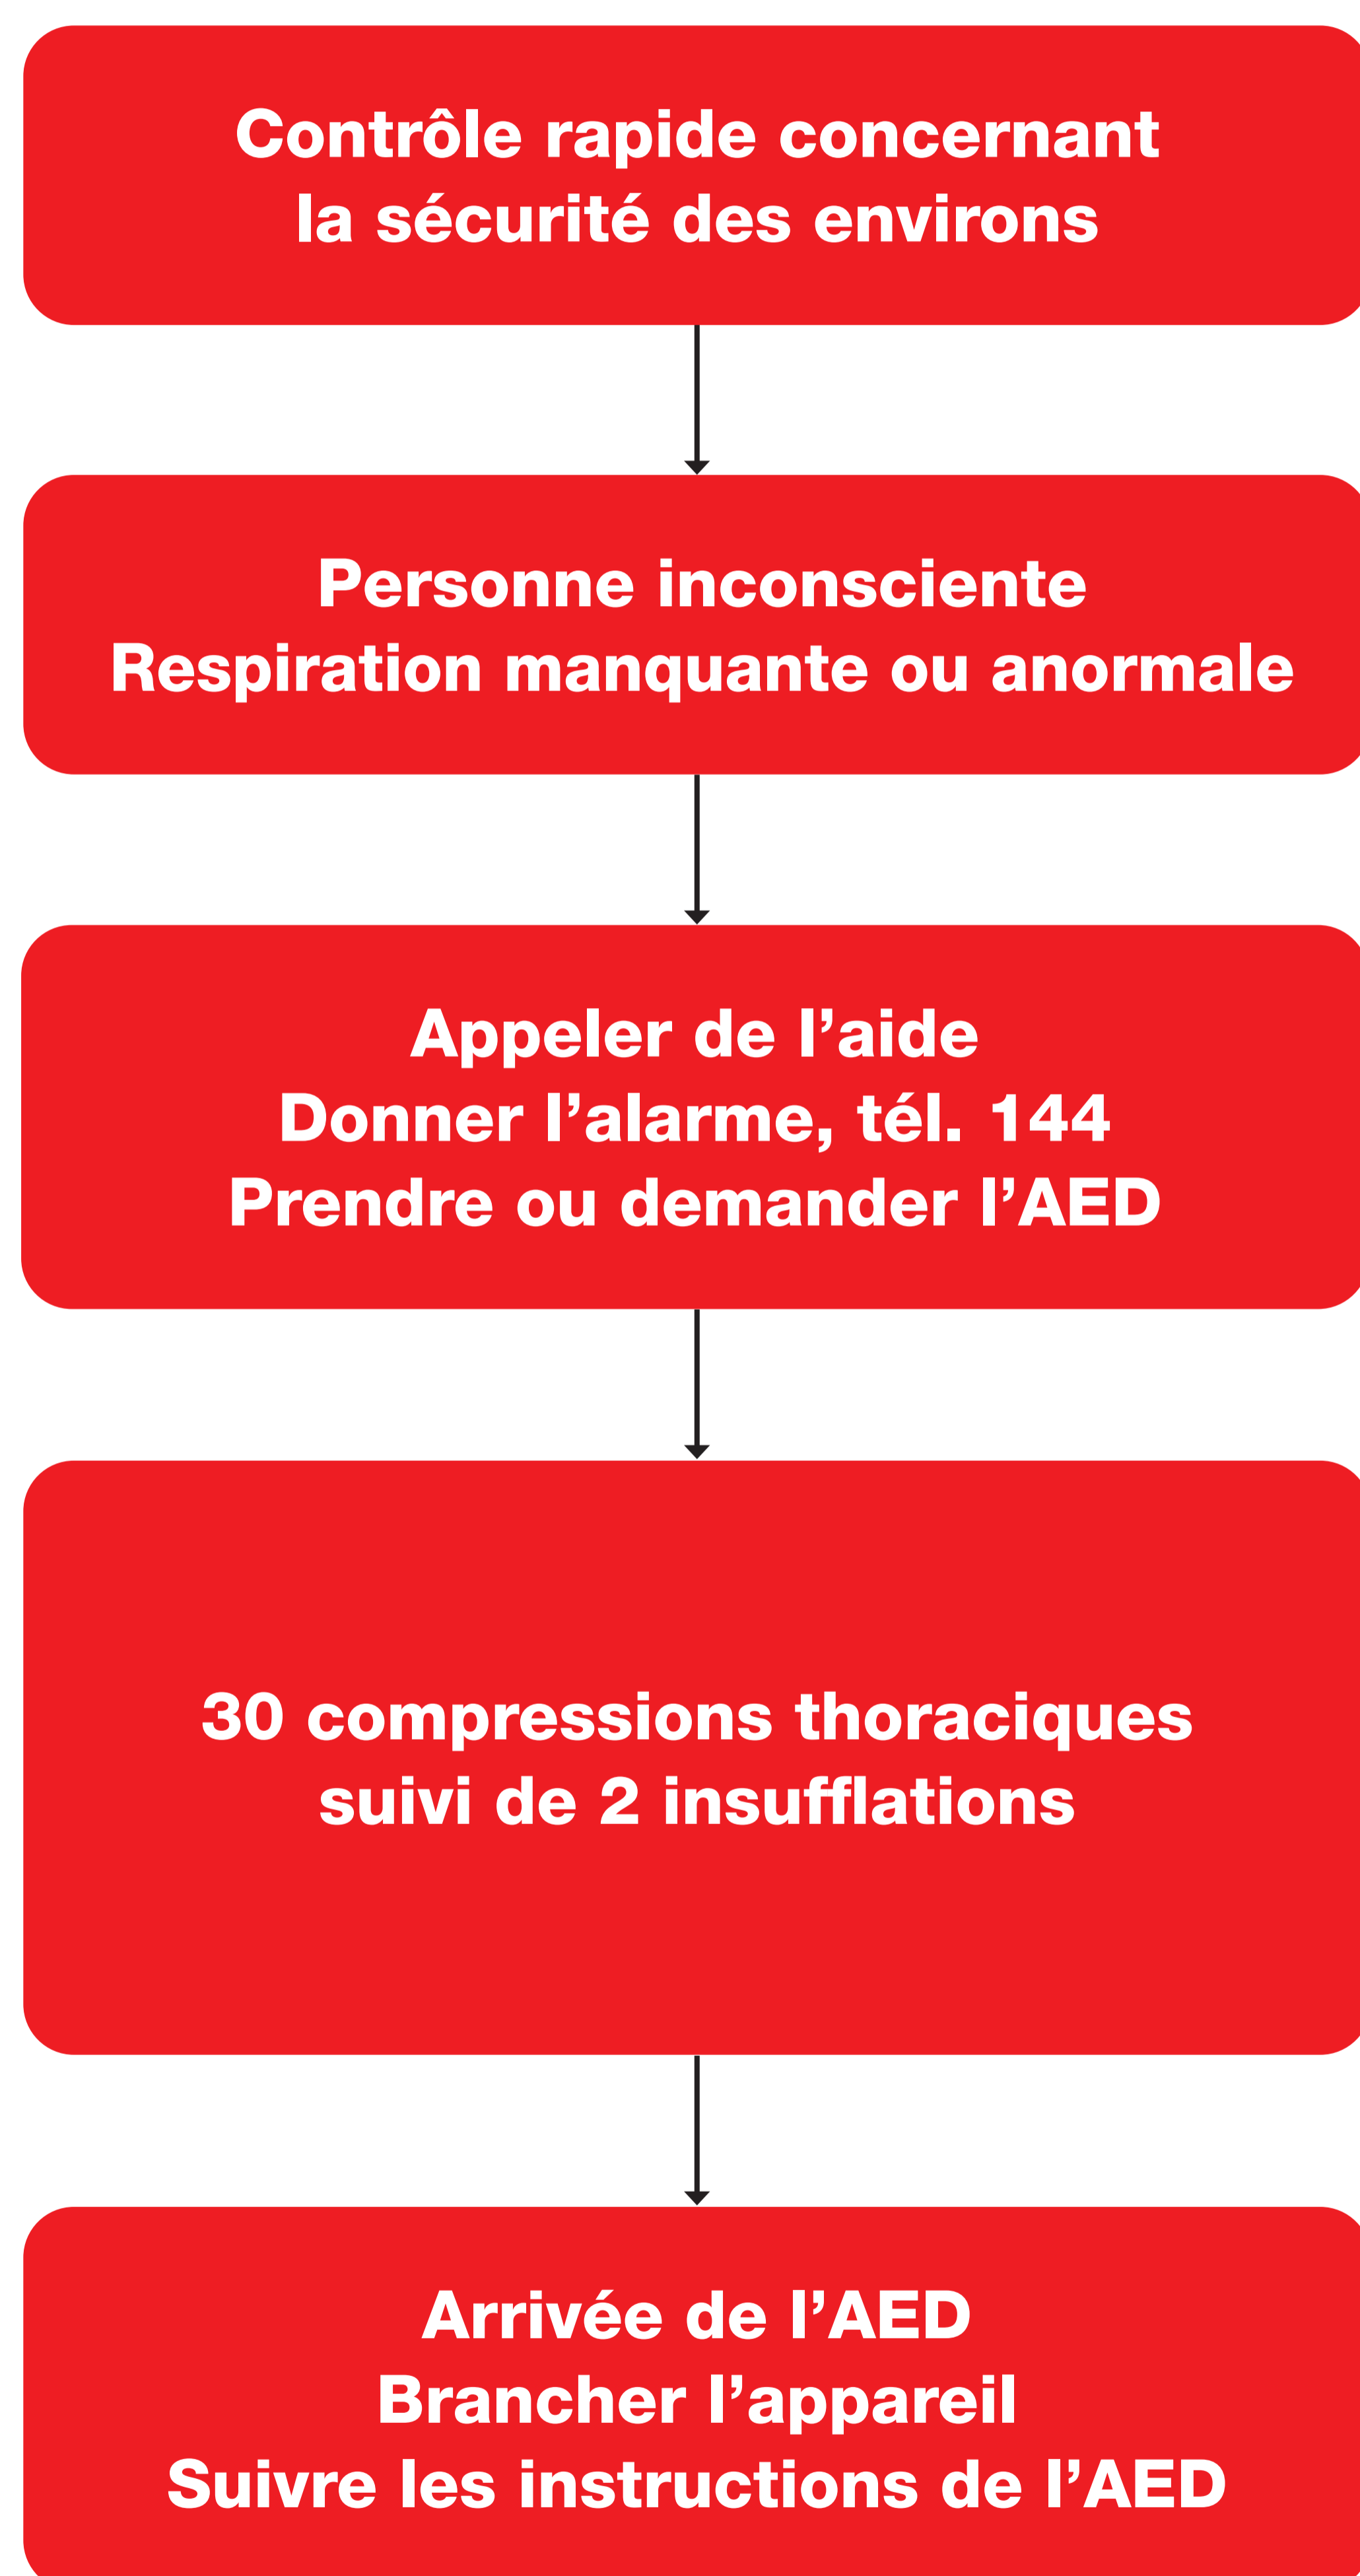 Contrôle rapide concernant
la sécurité des environs
Personne inconsciente
Respiration manquante ou anormale
Appeler de l’aide
Donner l’alarme, tél. 144
Prendre ou demander l’AED
30 compressions thoraciques
suivi de 2 insufflations
Arrivée de l’AED
Brancher l’appareil
Suivre les instructions de l’AED